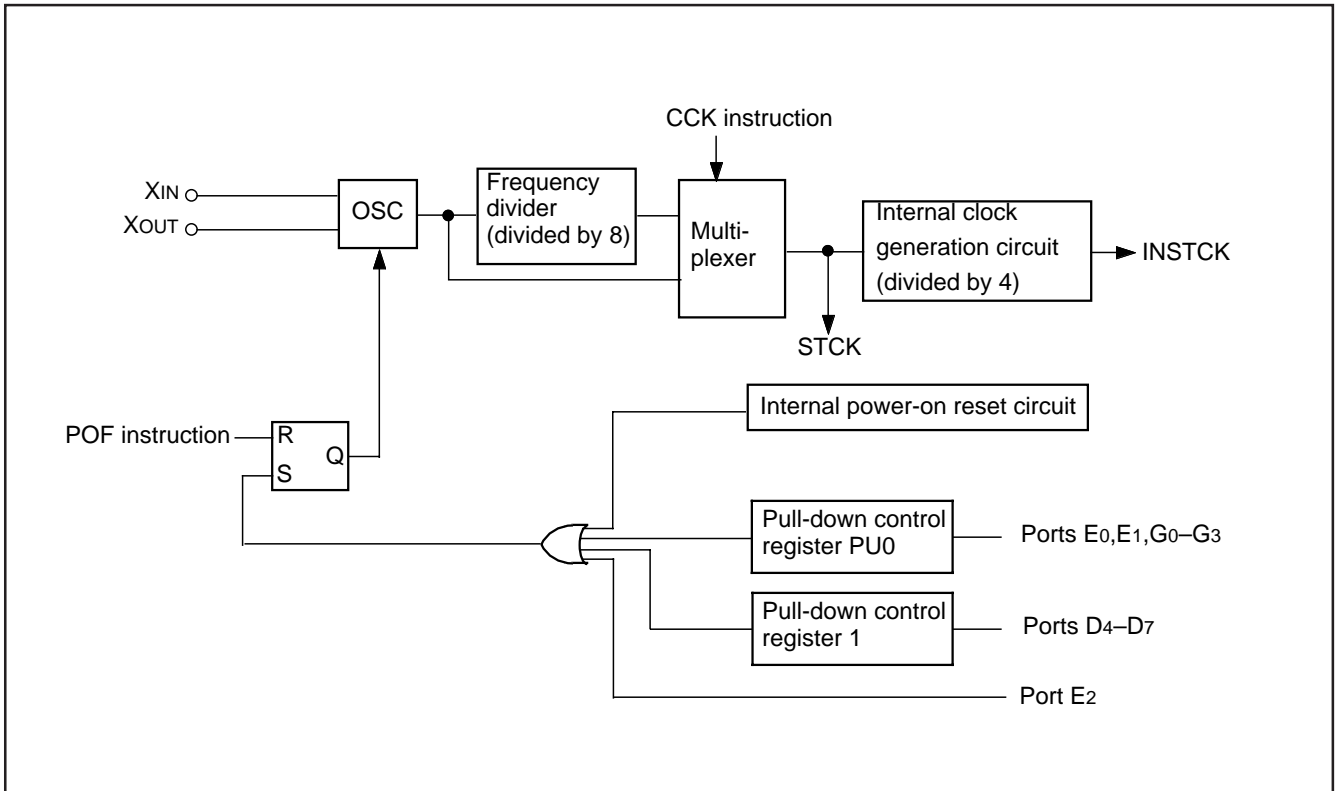 CCK instruction
XIN
XOUT
OSC
Frequency
divider
(divided by 8)
Multi-
plexer
Internal clock
generation circuit
(divided by 4)
INSTCK
STCK
Internal power-on reset circuit
POF instruction
R
S
Q
Pull-down control
register PU0
Ports E0,E1,G0–G3
Pull-down control
register 1
Ports D4–D7
Port E2